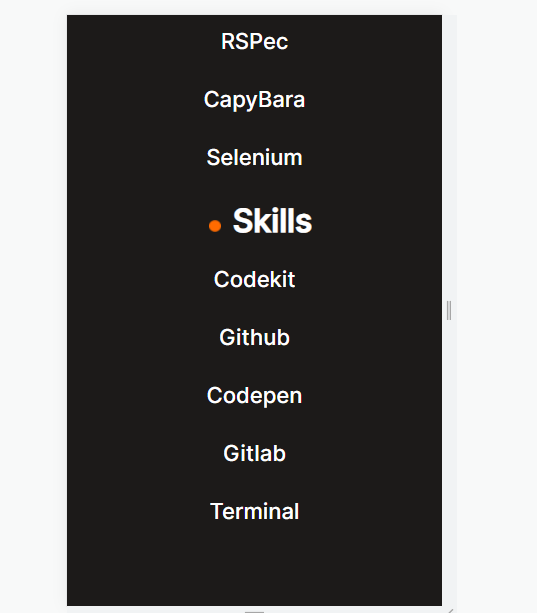 RSPec
CapyBara
Selenium
Skills
Codekit
Github
Codepen
Gitlab
Terminal